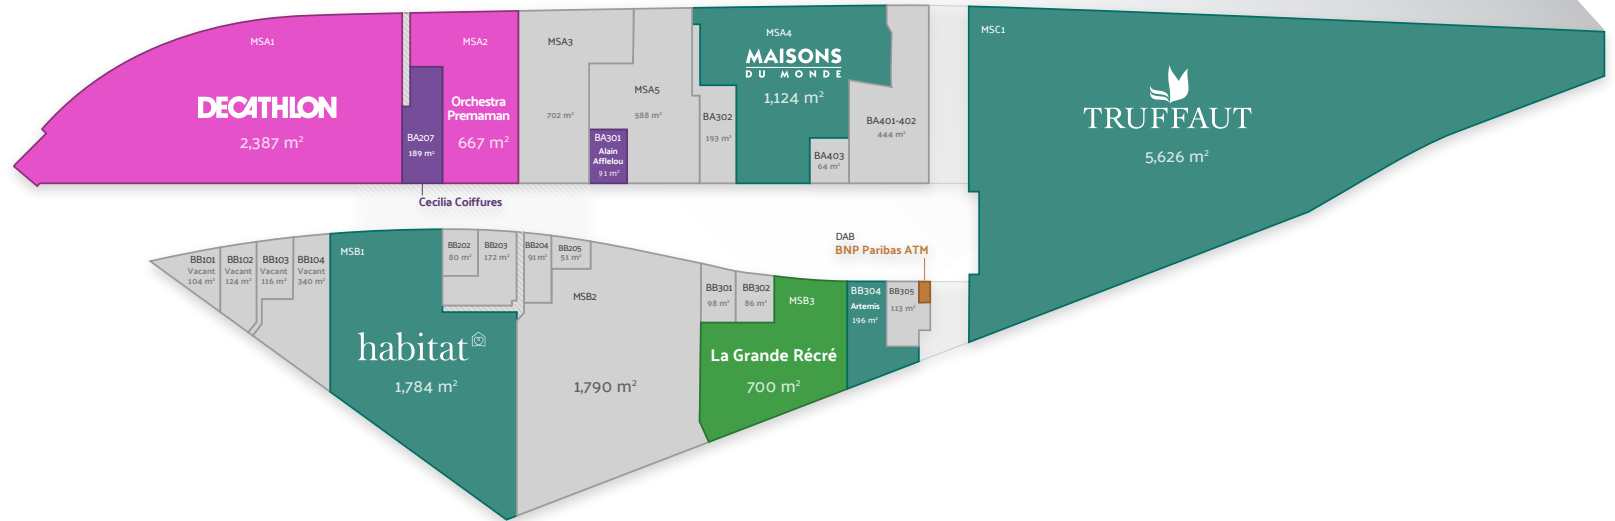 MSA1
DECATHLON
2,387 m²
BA207
189 m²
Cecilia Coiffures
MSA2
Orchestra
Premaman
667 m²
MSA3
702 m²
MSA5
588 m²
BA301
Alain
Afflelou
91 m²
BA302
193 m²
MSA4
MAISONS
DU MONDE
1,124 m²
BA403
64 m²
BA401-402
444 m²
MSC1
TRUFFAUT
5,626 m²
BB101
Vacant
104 m²
BB102
Vacant
124 m²
BB103
Vacant
116 m²
BB104
Vacant
340 m²
MSB1
habitat
1,784 m²
BB202
80 m²
BB203
172 m²
BB204
91 m²
BB205
51 m²
MSB2
1,790 m²
BB301
98 m²
BB302
86 m²
MSB3
La Grande Récré
700 m²
DAB
BNP Paribas ATM
BB304
Artemis
196 m²
BB305
113 m²